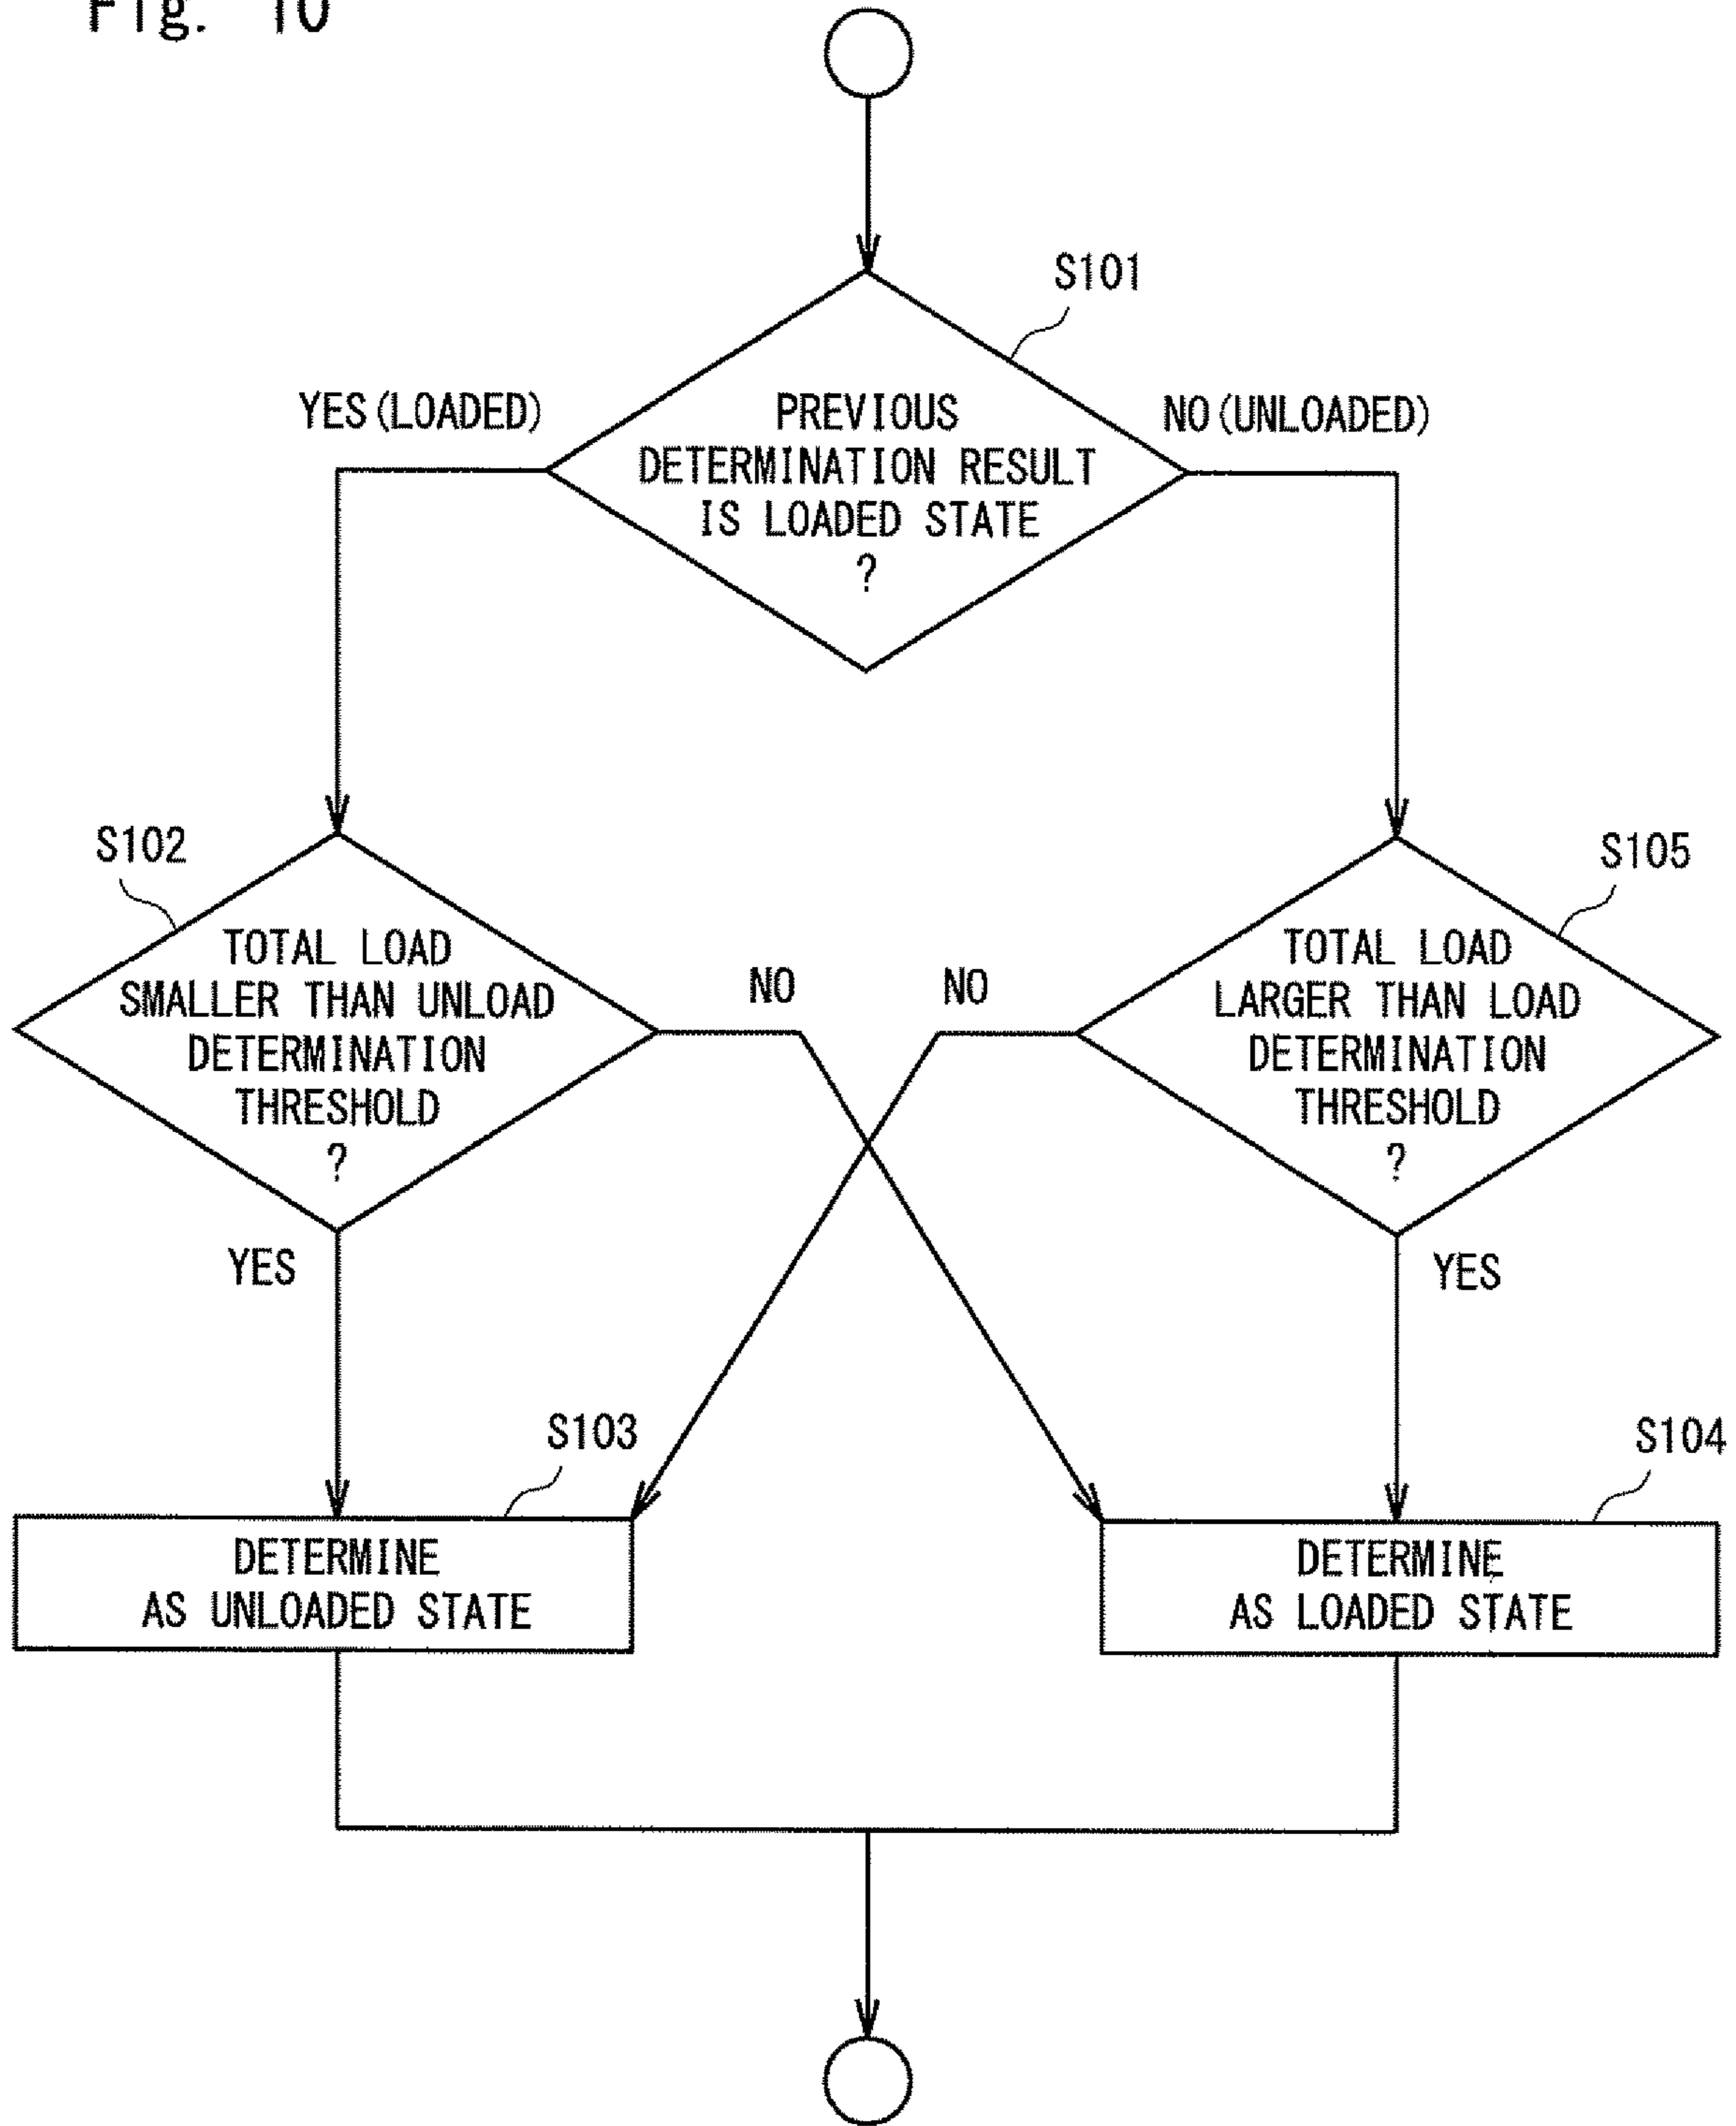 Fig. 10
S101
YES(LOADED)
PREVIOUS
DETERMINATION RESULT
IS LOADED STATE
?
NO(UNLOADED)
S102
TOTAL LOAD
SMALLER THAN UNLOAD
DETERMINATION
THRESHOLD
?
NO
NO
S105
TOTAL LOAD
LARGER THAN LOAD
DETERMINATION
THRESHOLD
?
YES
YES
S103
DETERMINE
AS UNLOADED STATE
S104
DETERMINE
AS LOADED STATE